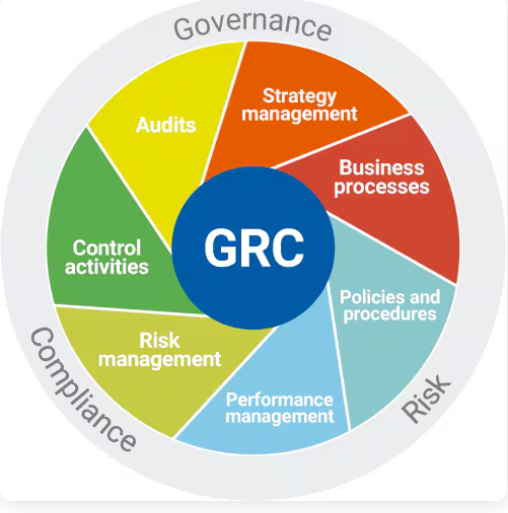 Governance
Strategy
management
Audits
Business
processes
GRC
Control
activities
Policies and
procedures
Risk
management
Performance
management
Compliance
Risk